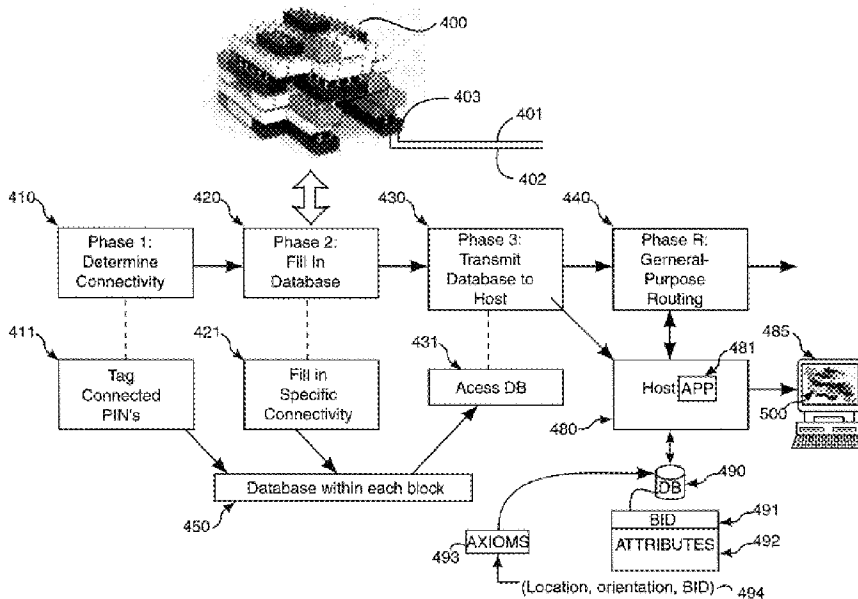 400
403
401
402
410
420
430
440
Phase 1:
Determine
Connectivity
Phase 2:
Fill In
Database
Phase 3:
Transmit
Database to
Host
Phase R:
Gerneral-
Purpose
Routing
411
421
431
481
485
Tag
Connected
PIN's
Fill in
Specific
Connectivity
Acess DB
Host
APP
500
480
Database within each block
450
DB
490
BID
491
ATTRIBUTES
492
AXIOMS
493
(Location, orientation, BID)
494